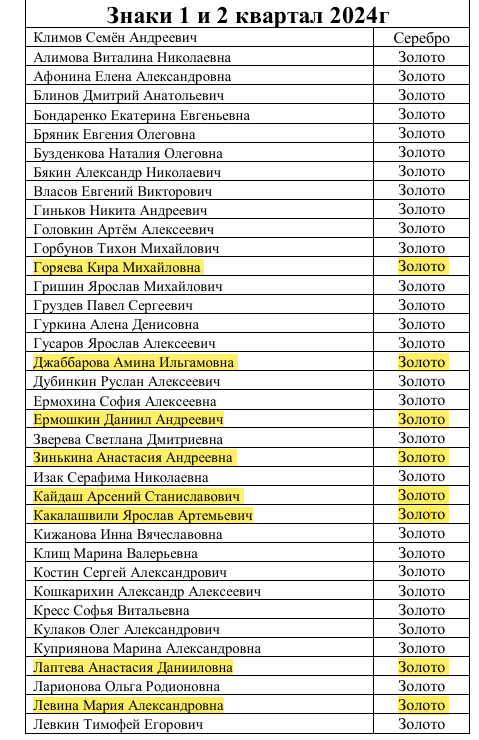 Знаки 1 и 2 квартал 2024г
Климов Семён Андреевич Серебро
Алимова Виталина Николаевна Золото
Афонина Елена Александровна Золото
Блинов Дмитрий Анатольевич Золото
Бондаренко Екатерина Евгеньевна Золото
Бряник Евгения Олеговна Золото
Бузденкова Наталия Олеговна Золото
Бякин Александр Николаевич Золото
Власов Евгений Викторович Золото
Гиньков Никита Андреевич Золото
Головкин Артём Алексеевич Золото
Горбунов Тихон Михайлович Золото
Горяева Кира Михайловна Золото
Гришин Ярослав Михайлович Золото
Груздев Павел Сергеевич Золото
Гуркина Алена Денисовна Золото
Гусаров Ярослав Алексеевич Золото
Джаббарова Амина Ильгамовна Золото
Дубинкин Руслан Алексеевич Золото
Ермохина София Алексеевна Золото
Ермошкин Даниил Андреевич Золото
Зверева Светлана Дмитриевна Золото
Зинькина Анастасия Андреевна Золото
Изак Серафима Николаевна Золото
Кайдаш Арсений Станиславович Золото
Какалашвили Ярослав Артемьевич Золото
Кижанова Инна Вячеславовна Золото
Клищ Марина Валерьевна Золото
Костин Сергей Александрович Золото
Кошкарихин Александр Алексеевич Золото
Кресс Софья Витальевна Золото
Кулаков Олег Александрович Золото
Куприянова Марина Александровна Золото
Лаптева Анастасия Данииловна Золото
Ларионова Ольга Родионовна Золото
Левина Мария Александровна Золото
Левкин Тимофей Егорович Золото